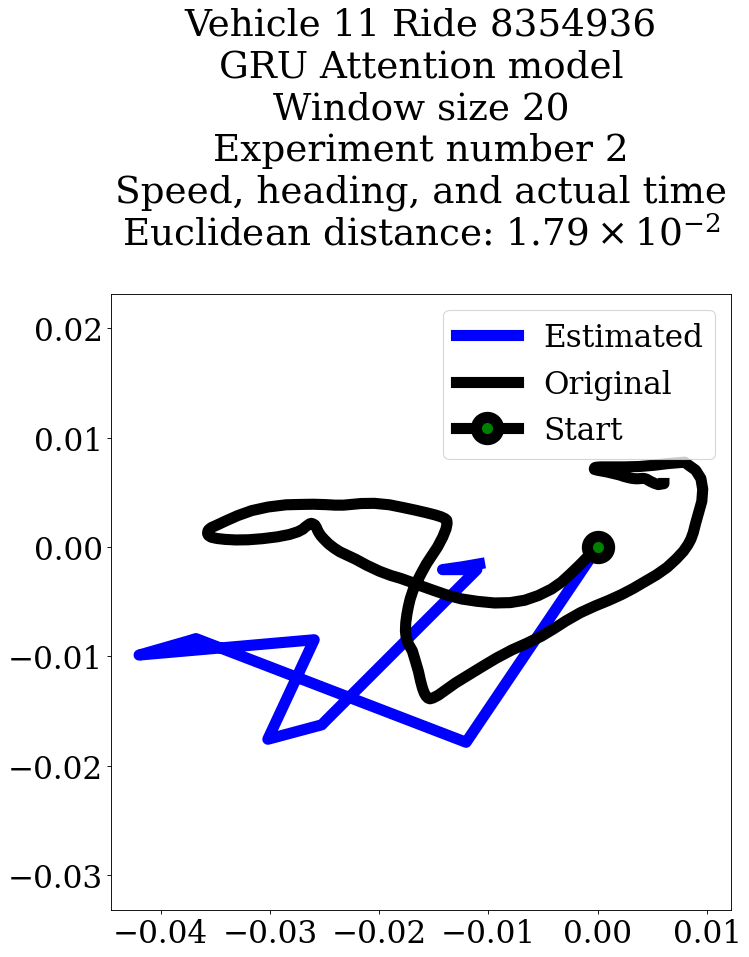 Vehicle 11 Ride 8354936
GRU Attention model
Window size 20
Experiment number 2
Speed, heading, and actual time
Euclidean distance: 1.79 × 10⁻²
Estimated
Original
Start
0.02
0.01
0.00
−0.01
−0.02
−0.03
−0.04 −0.03 −0.02 −0.01 0.00 0.01